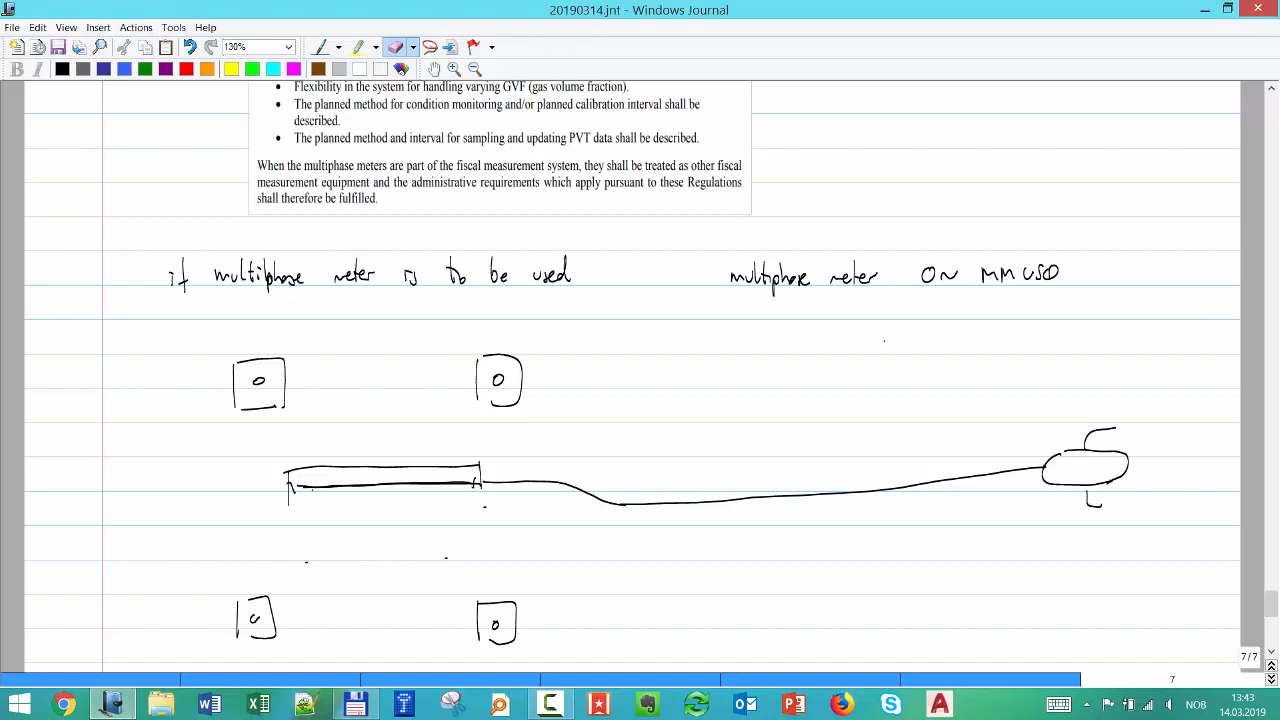 20190314.jnt - Windows Journal
File Edit View Insert Actions Tools Help
130%
Flexibility in the system for handling varying GVF (gas volume fraction).
The planned method for condition monitoring and/or planned calibration interval shall be
described.
The planned method and interval for sampling and updating PVT data shall be described.
When the multiphase meters are part of the fiscal measurement system, they shall be treated as other fiscal
measurement equipment and the administrative requirements which apply pursuant to these Regulations
shall therefore be fulfilled.
if multiphase meter is to be used multiphase meter ON MM USD
7/7
7
13:43
NOB
14.03.2019